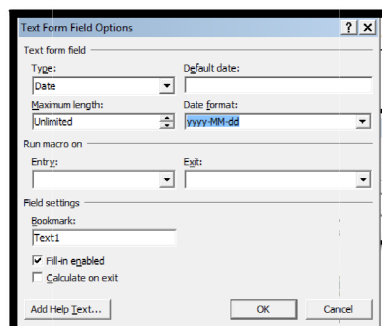 Text Form Field Options
Text form field
Type: Default date:
Date
Maximum length: Date format:
Unlimited yyyy-MM-dd
Run macro on
Entry: Exit:
Field settings
Bookmark:
Text1
Fill-in enabled
Calculate on exit
Add Help Text... OK Cancel